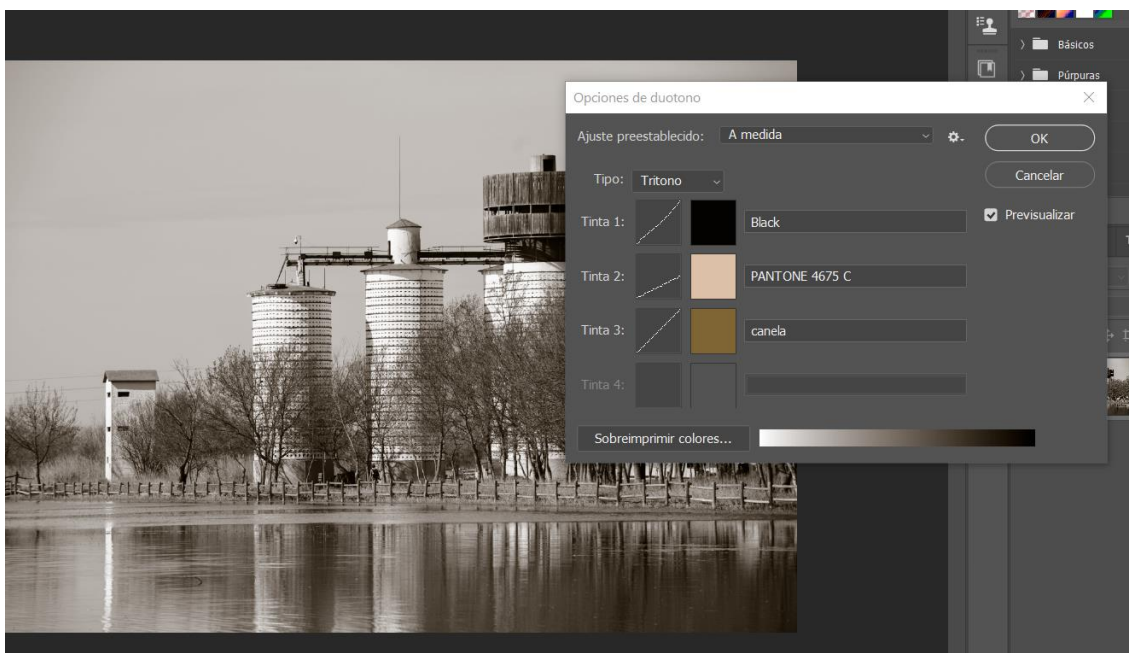 Básicos
Púrpuras
Opciones de duotono
Ajuste preestablecido: A medida
OK
Tipo: Tritono
Cancelar
Previsualizar
Tinta 1: Black
Tinta 2: PANTONE 4675 C
Tinta 3: canela
Tinta 4:
Sobreimprimir colores...